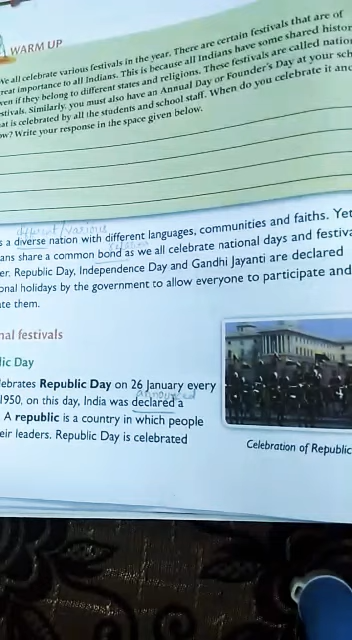 WARM UP
We all celebrate various festivals in the year. There are certain festivals that are of
reat importance to all Indians. This is because all Indians have some shared histor
ven if they belong to different states and religions. These festivals are called nation
stivals. Similarly, you must also have an Annual Day or Founder's Day at your sch
at is celebrated by all the students and school staff. When do you celebrate it and
ow? Write your response in the space given below.
different/various
s a diverse nation with different languages, communities and faiths. Yet
ans share a common bond as we all celebrate national days and festiva
er. Republic Day, Independence Day and Gandhi Jayanti are declared
onal holidays by the government to allow everyone to participate and
ate them.
nal festivals
lic Day
lebrates Republic Day on 26 January every
announced
1950, on this day, India was declared a
A republic is a country in which people
eir leaders. Republic Day is celebrated
Celebration of Republic